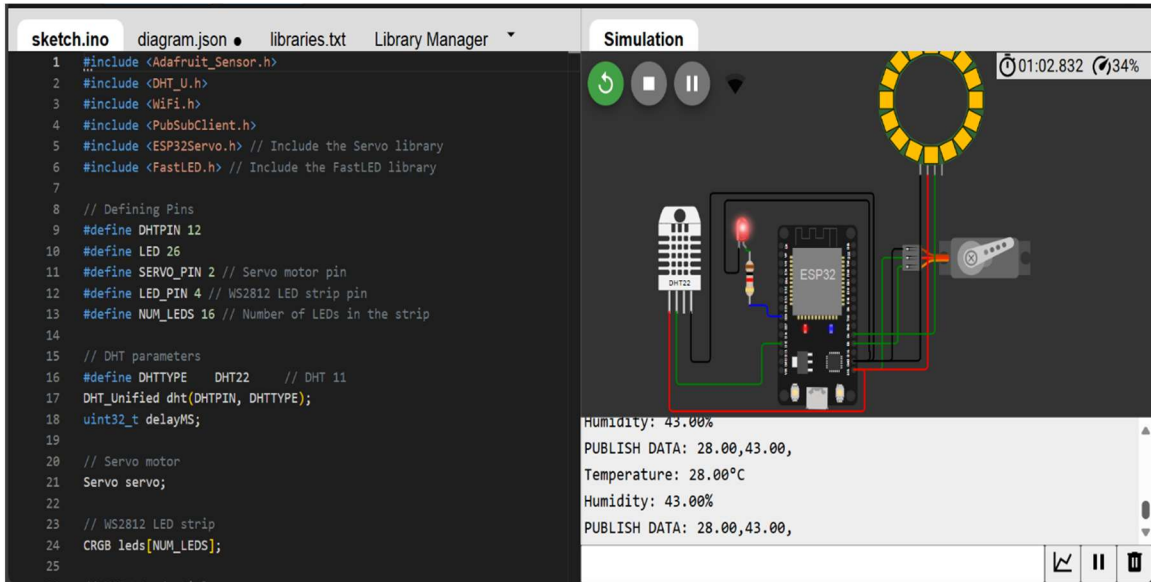 sketch.ino diagram.json ● libraries.txt Library Manager
1 #include <Adafruit_Sensor.h>
2 #include <DHT_U.h>
3 #include <WiFi.h>
4 #include <PubSubClient.h>
5 #include <ESP32Servo.h> // Include the Servo library
6 #include <FastLED.h> // Include the FastLED library
7
8 // Defining Pins
9 #define DHTPIN 12
10 #define LED 26
11 #define SERVO_PIN 2 // Servo motor pin
12 #define LED_PIN 4 // WS2812 LED strip pin
13 #define NUM_LEDS 16 // Number of LEDs in the strip
14
15 // DHT parameters
16 #define DHTTYPE    DHT22     // DHT 11
17 DHT_Unified dht(DHTPIN, DHTTYPE);
18 uint32_t delayMS;
19
20 // Servo motor
21 Servo servo;
22
23 // WS2812 LED strip
24 CRGB leds[NUM_LEDS];
25
Simulation
01:02.832 34%
ESP32
DHT22
Humidity: 43.00%
PUBLISH DATA: 28.00,43.00,
Temperature: 28.00°C
Humidity: 43.00%
PUBLISH DATA: 28.00,43.00,